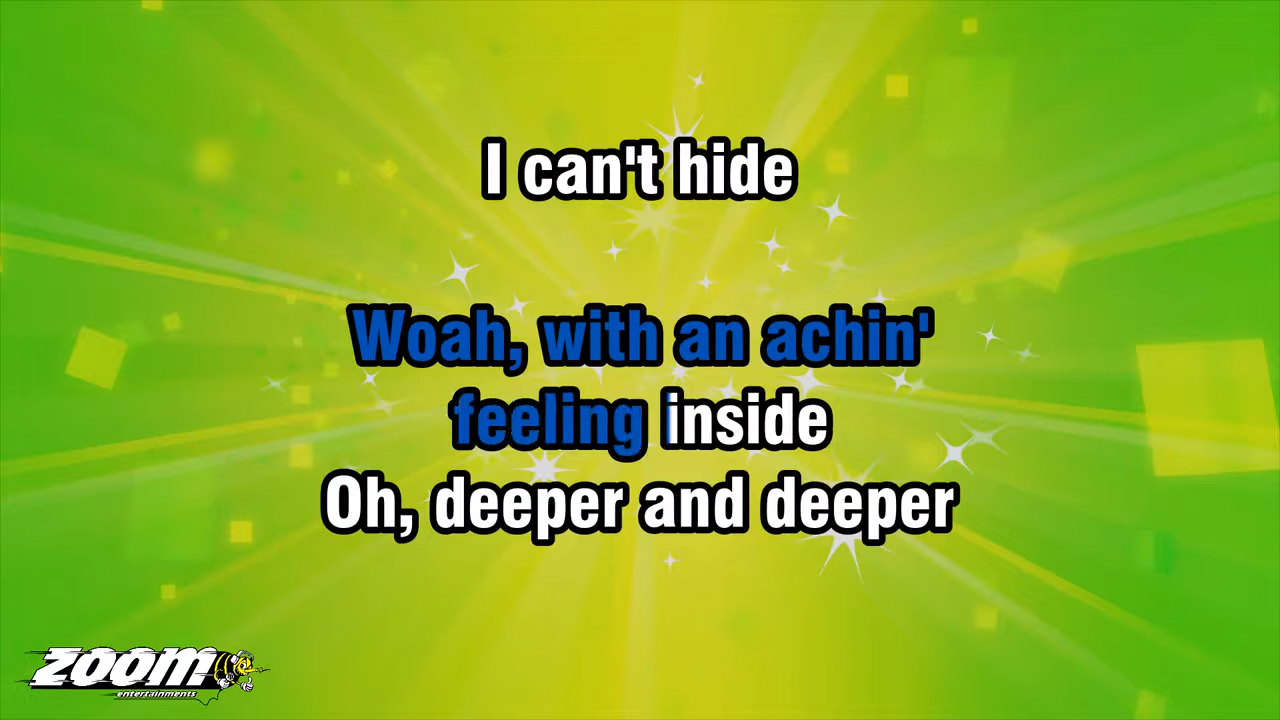 I can't hide
Woah, with an achin'
feeling inside
Oh, deeper and deeper
ZOOM
entertainments